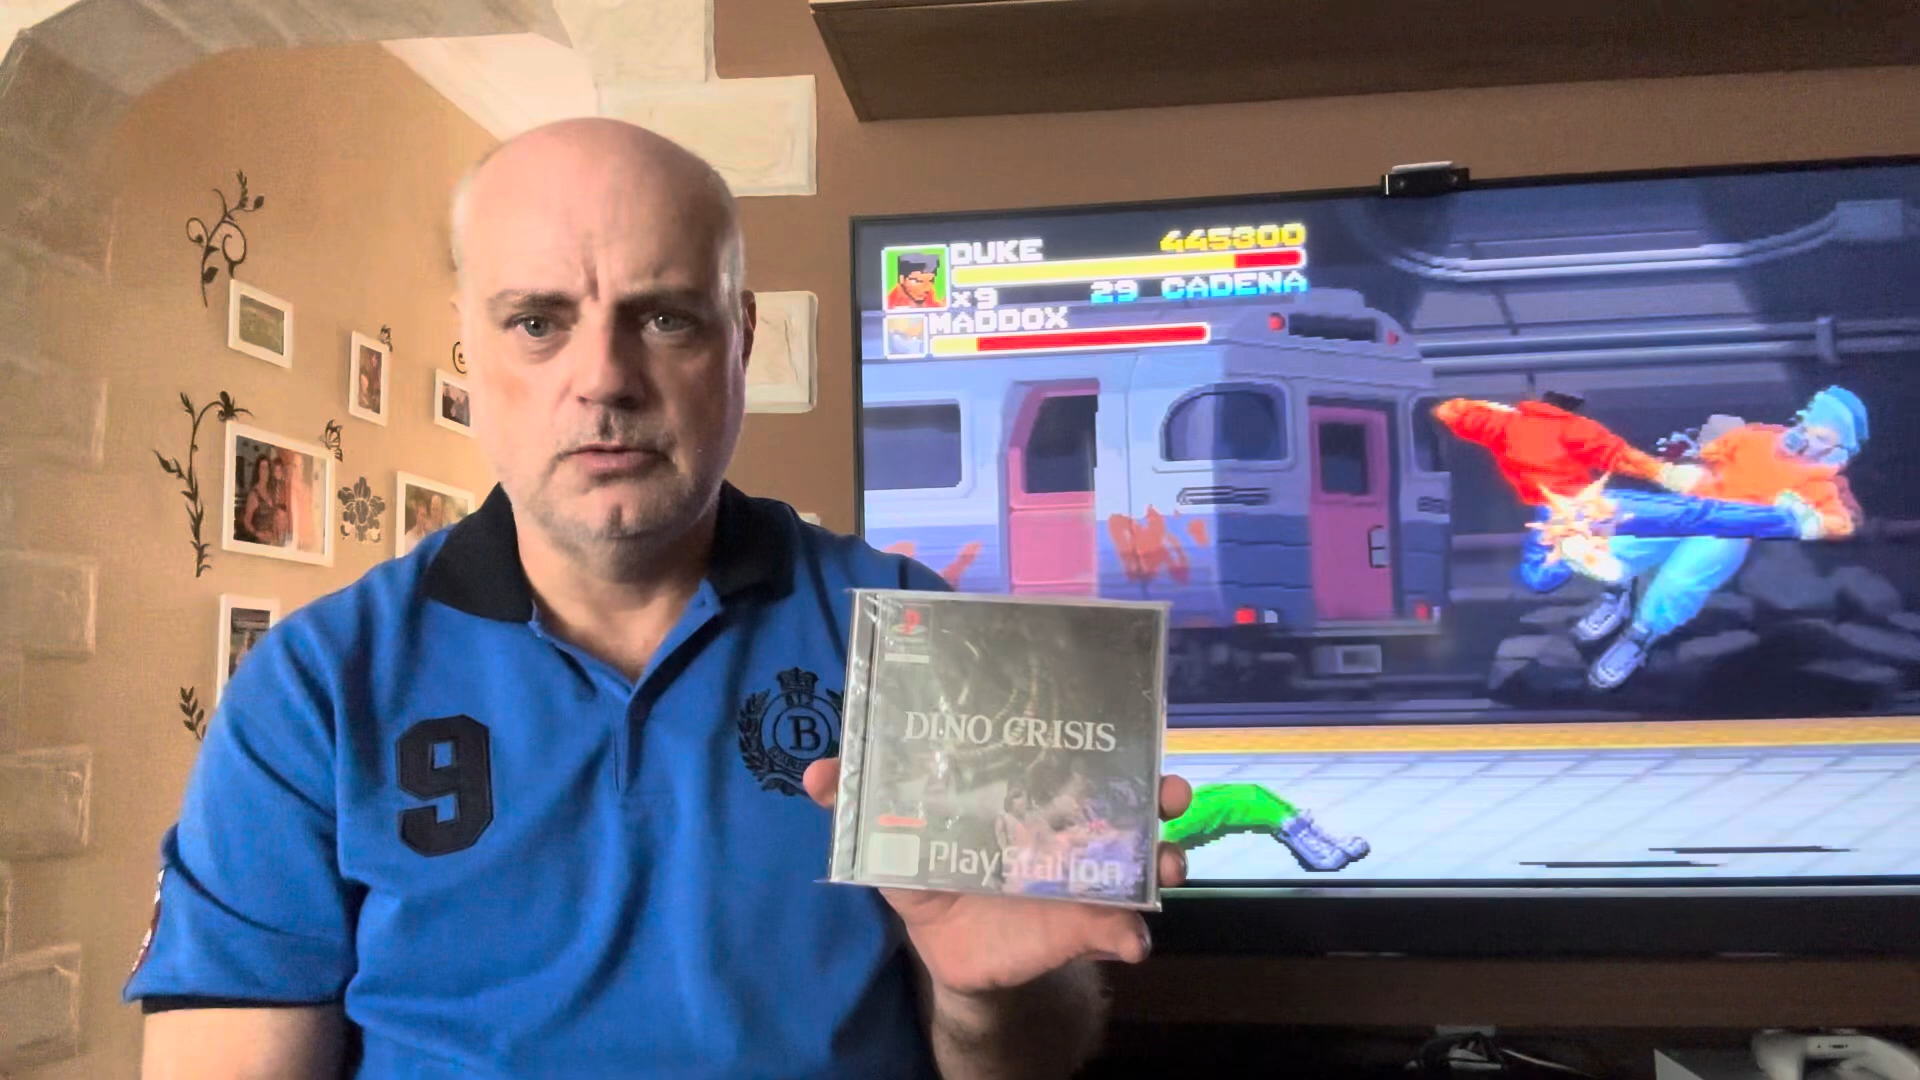 DUKE
445300
x9
29 CADENA
MADDOX
9
B
DINO CRISIS
PlayStation